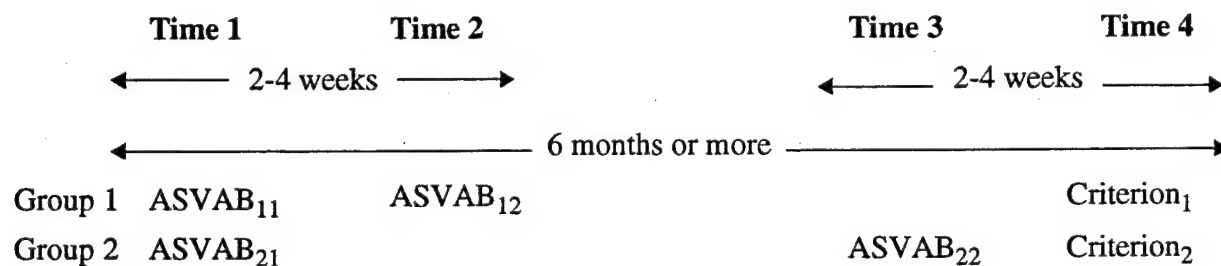 Time 1 Time 2 Time 3 Time 4
2-4 weeks 2-4 weeks
6 months or more
Group 1 ASVAB₁₁ ASVAB₁₂ Criterion₁
Group 2 ASVAB₂₁ ASVAB₂₂ Criterion₂